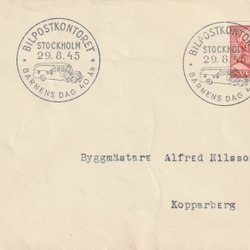 BILPOSTKONTORET
STOCKHOLM
29.8.45
BARNENS DAG 40 ÅR
BILPOSTKONTORET
STOCKHOLM
29.8.45
BARNENS DAG 40
Byggmästare Alfred Nilsso
Kopparberg